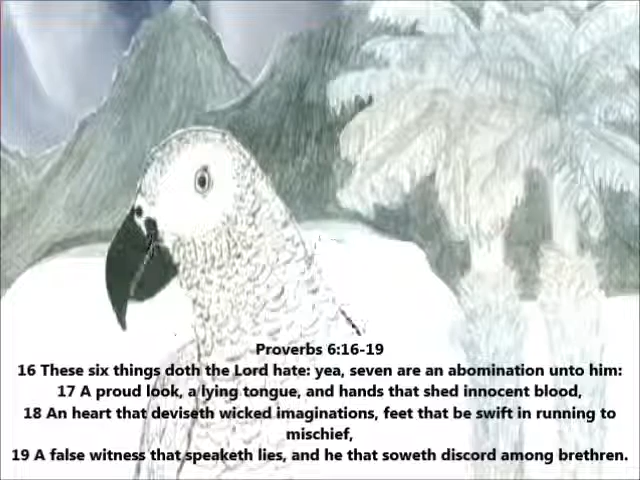 Proverbs 6:16-19
16 These six things doth the Lord hate: yea, seven are an abomination unto him:
17 A proud look, a lying tongue, and hands that shed innocent blood,
18 An heart that deviseth wicked imaginations, feet that be swift in running to
mischief,
19 A false witness that speaketh lies, and he that soweth discord among brethren.